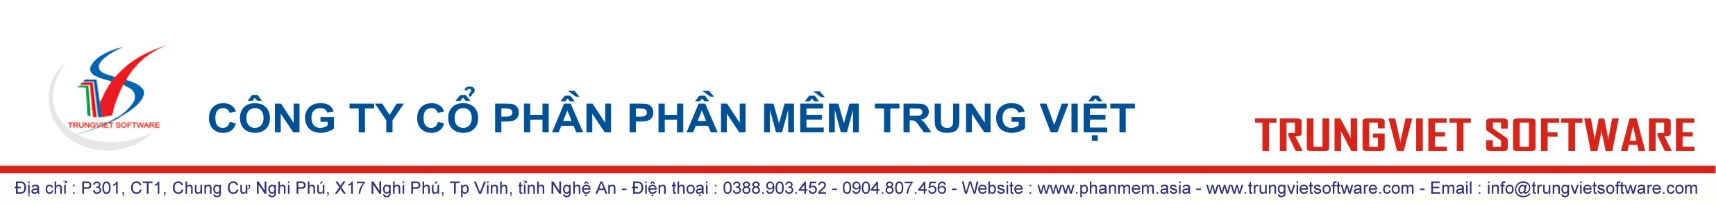 TRUNGVIET SOFTWARE
CÔNG TY CỔ PHẦN PHẦN MỀM TRUNG VIỆT
TRUNGVIET SOFTWARE
Địa chỉ : P301, CT1, Chung Cư Nghi Phú, X17 Nghi Phú, Tp Vinh, tỉnh Nghệ An - Điện thoại : 0388.903.452 - 0904.807.456 - Website : www.phanmem.asia - www.trungvietsoftware.com - Email : info@trungvietsoftware.com